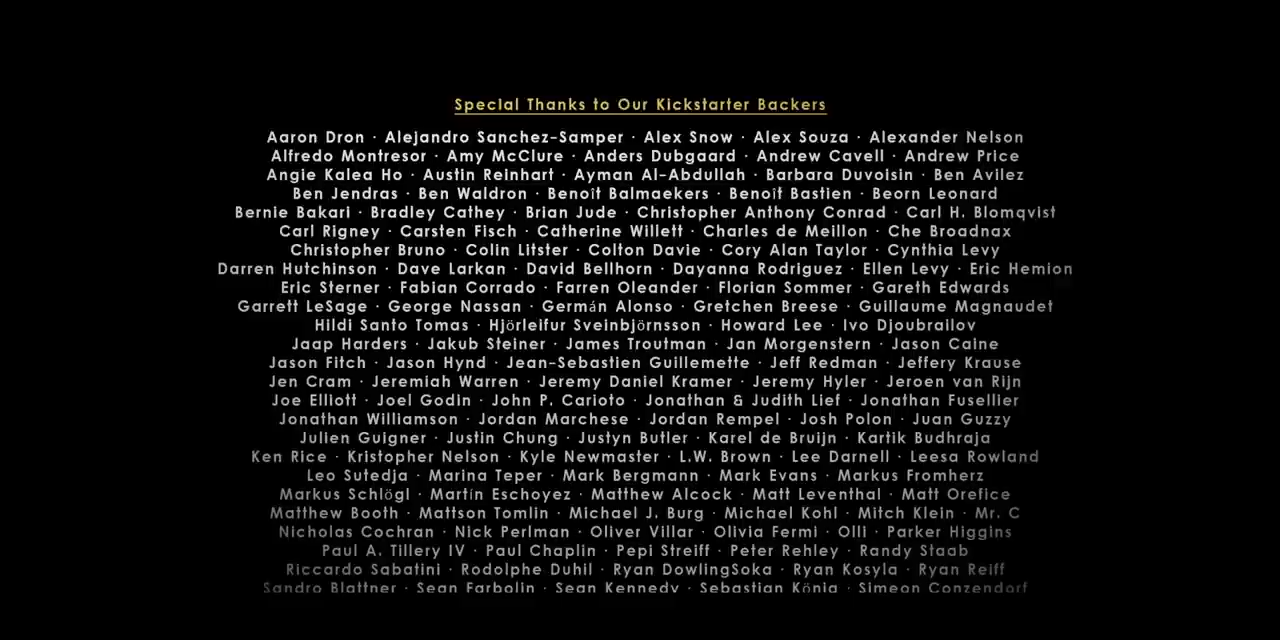 Special Thanks to Our Kickstarter Backers
Aaron Dron · Alejandro Sanchez-Samper · Alex Snow · Alex Souza · Alexander Nelson
Alfredo Montresor · Amy McClure · Anders Dubgaard · Andrew Cavell · Andrew Price
Angie Kalea Ho · Austin Reinhart · Ayman Al-Abdullah · Barbara Duvoisin · Ben Avilez
Ben Jendras · Ben Waldron · Benoît Balmaekers · Benoît Bastien · Beorn Leonard
Bernie Bakari · Bradley Cathey · Brian Jude · Christopher Anthony Conrad · Carl H. Blomqvist
Carl Rigney · Carsten Fisch · Catherine Willett · Charles de Meillon · Che Broadnax
Christopher Bruno · Colin Litster · Colton Davie · Cory Alan Taylor · Cynthia Levy
Darren Hutchinson · Dave Larkan · David Bellhorn · Dayanna Rodriguez · Ellen Levy · Eric Hemion
Eric Sterner · Fabian Corrado · Farren Oleander · Florian Sommer · Gareth Edwards
Garrett LeSage · George Nassan · Germán Alonso · Gretchen Breese · Guillaume Magnaudet
Hildi Santo Tomas · Hjörleifur Sveinbjörnsson · Howard Lee · Ivo Djoubrailov
Jaap Harders · Jakub Steiner · James Troutman · Jan Morgenstern · Jason Caine
Jason Fitch · Jason Hynd · Jean-Sebastien Guillemette · Jeff Redman · Jeffery Krause
Jen Cram · Jeremiah Warren · Jeremy Daniel Kramer · Jeremy Hyler · Jeroen van Rijn
Joe Elliott · Joel Godin · John P. Carioto · Jonathan & Judith Lief · Jonathan Fusellier
Jonathan Williamson · Jordan Marchese · Jordan Rempel · Josh Polon · Juan Guzzy
Julien Guigner · Justin Chung · Justyn Butler · Karel de Bruijn · Kartik Budhraja
Ken Rice · Kristopher Nelson · Kyle Newmaster · L.W. Brown · Lee Darnell · Leesa Rowland
Leo Sutedja · Marina Teper · Mark Bergmann · Mark Evans · Markus Fromherz
Markus Schlögl · Martín Eschoyez · Matthew Alcock · Matt Leventhal · Matt Orefice
Matthew Booth · Mattson Tomlin · Michael J. Burg · Michael Kohl · Mitch Klein · Mr. C
Nicholas Cochran · Nick Perlman · Oliver Villar · Olivia Fermi · Olli · Parker Higgins
Paul A. Tillery IV · Paul Chaplin · Pepi Streiff · Peter Rehley · Randy Staab
Riccardo Sabatini · Rodolphe Duhil · Ryan DowlingSoka · Ryan Kosyla · Ryan Reiff
Sandro Blattner · Sean Farbolin · Sean Kennedy · Sebastian König · Simeon Conzendorf